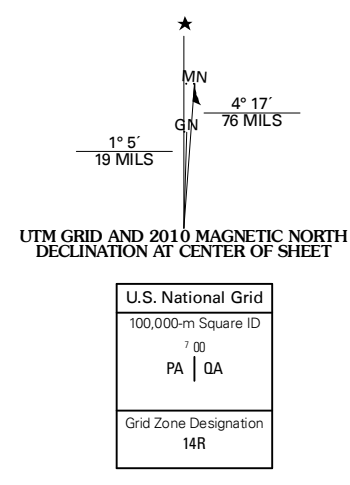 ★
MN
4° 17´
76 MILS
GN
1° 5´
19 MILS
UTM GRID AND 2010 MAGNETIC NORTH
DECLINATION AT CENTER OF SHEET
U.S. National Grid
100,000-m Square ID
7 00
PA | QA
Grid Zone Designation
14R